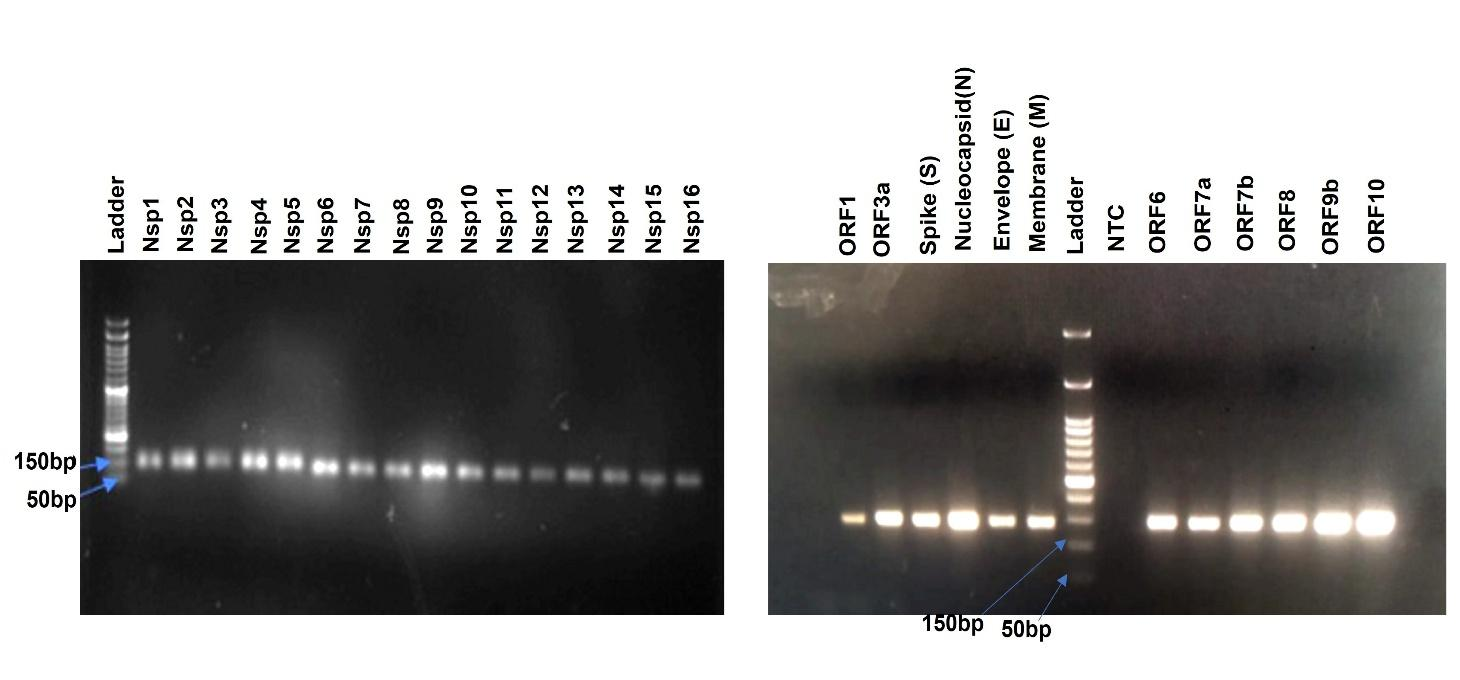 Ladder
Nsp1
Nsp2
Nsp3
Nsp4
Nsp5
Nsp6
Nsp7
Nsp8
Nsp9
Nsp10
Nsp11
Nsp12
Nsp13
Nsp14
Nsp15
Nsp16
150bp
50bp
ORF1
ORF3a
Spike (S)
Nucleocapsid(N)
Envelope (E)
Membrane (M)
Ladder
NTC
ORF6
ORF7a
ORF7b
ORF8
ORF9b
ORF10
150bp
50bp